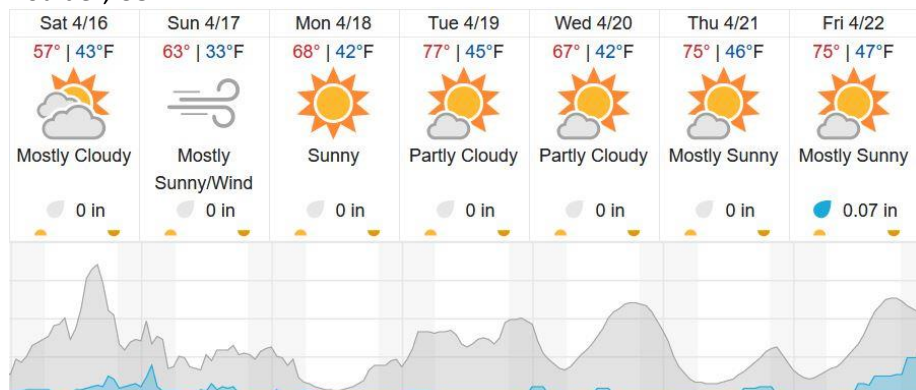 Sat 4/16 Sun 4/17 Mon 4/18 Tue 4/19 Wed 4/20 Thu 4/21 Fri 4/22
57° | 43°F 63° | 33°F 68° | 42°F 77° | 45°F 67° | 42°F 75° | 46°F 75° | 47°F
Mostly Cloudy Mostly Sunny Partly Cloudy Partly Cloudy Mostly Sunny Mostly Sunny
Sunny/Wind
0 in 0 in 0 in 0 in 0 in 0 in 0.07 in